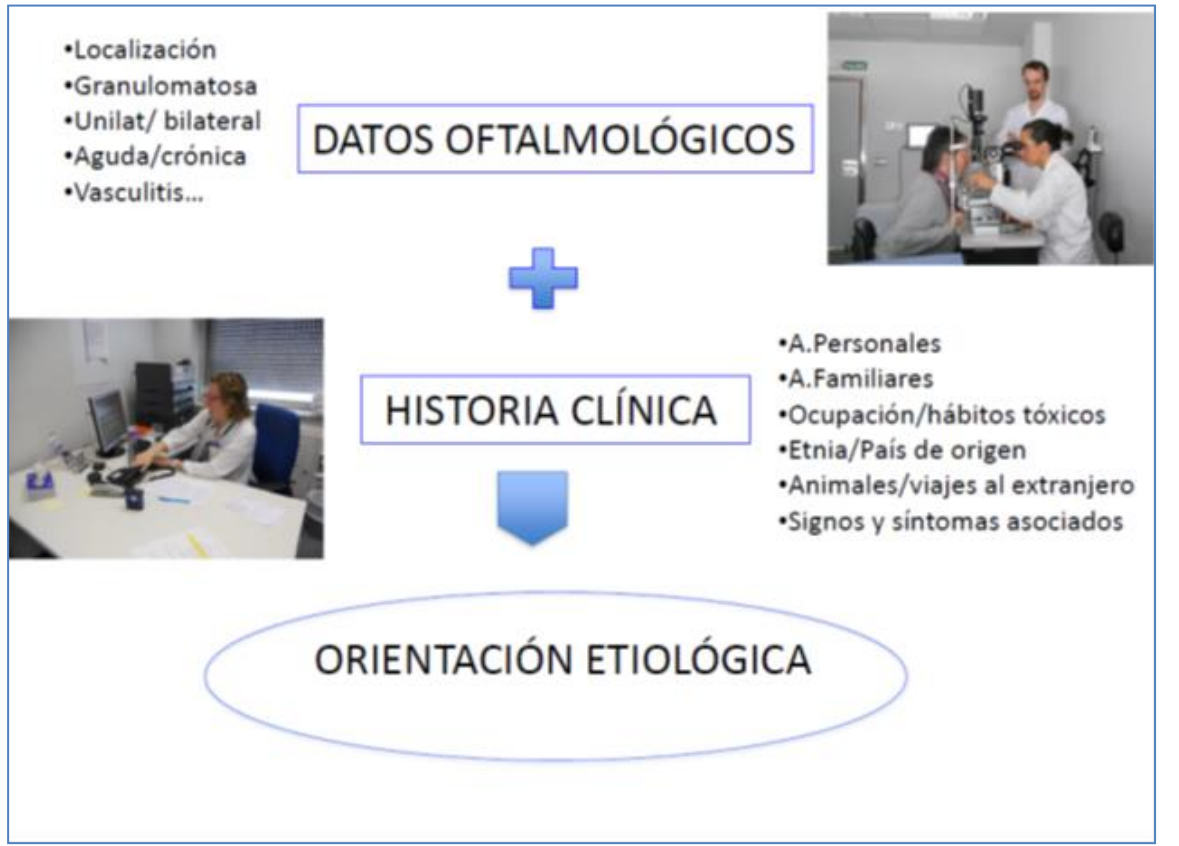 •Localización
•Granulomatosa
•Unilat/ bilateral
•Aguda/crónica
•Vasculitis...
DATOS OFTALMOLÓGICOS
HISTORIA CLÍNICA
•A.Personales
•A.Familiares
•Ocupación/hábitos tóxicos
•Etnia/País de origen
•Animales/viajes al extranjero
•Signos y síntomas asociados
ORIENTACIÓN ETIOLÓGICA